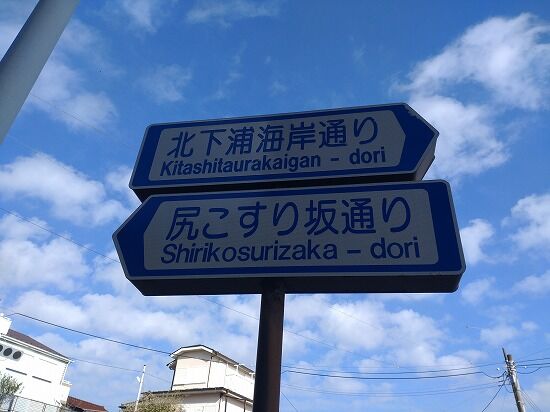 北下浦海岸通り
Kitashitaurakaigan - dori
尻こすり坂通り
Shirikosurizaka - dori